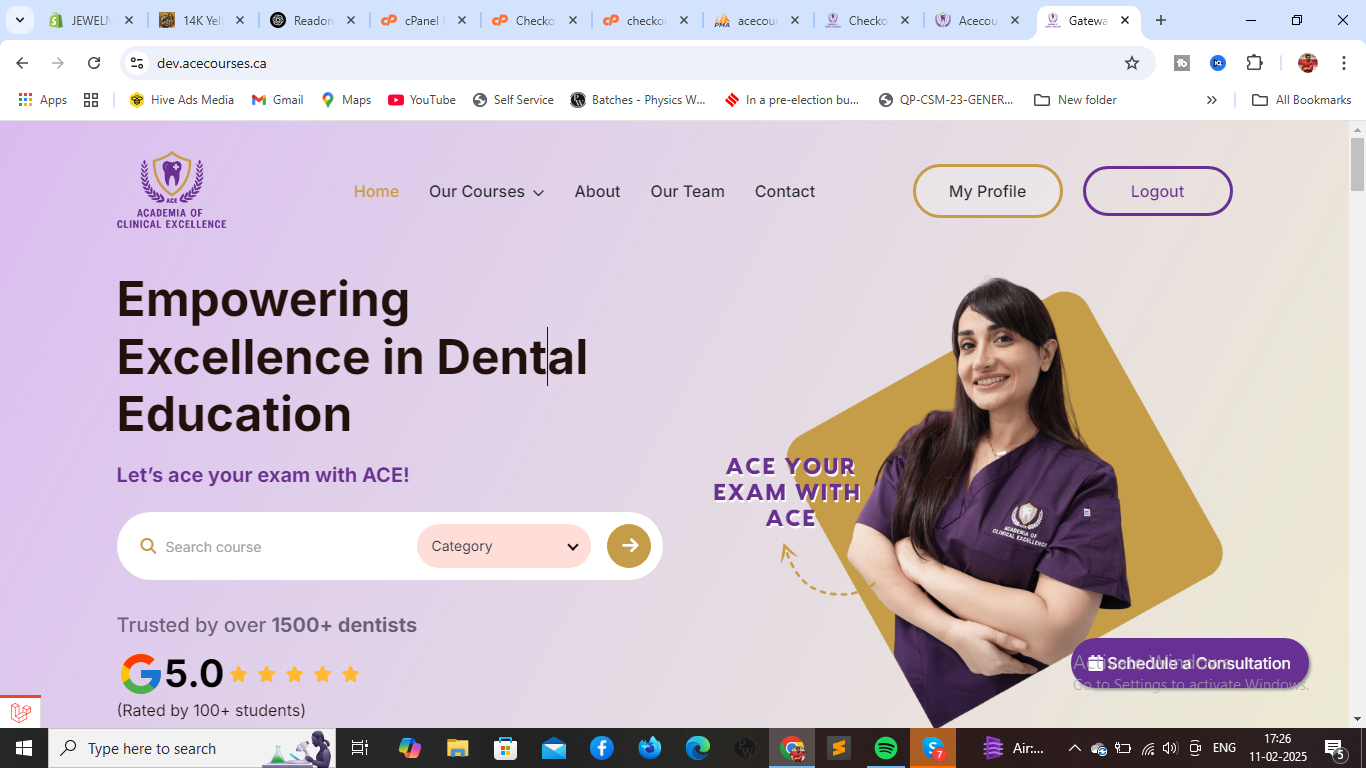 JEWELN
14K Yell
Readon
cPanel
Checko
checkou
acecour
Checko
Acecou
Gatewa
dev.acecourses.ca
Apps
Hive Ads Media
Gmail
Maps
YouTube
Self Service
Batches - Physics W...
In a pre-election bu...
QP-CSM-23-GENER...
New folder
All Bookmarks
ACE
ACADEMIA OF
CLINICAL EXCELLENCE
Home
Our Courses
About
Our Team
Contact
My Profile
Logout
Empowering
Excellence in Dental
Education
Let's ace your exam with ACE!
Search course
Category
Trusted by over 1500+ dentists
5.0
(Rated by 100+ students)
ACE YOUR
EXAM WITH
ACE
ACADEMIA OF
CLINICAL EXCELLENCE
Schedule a Consultation
Activate Windows
Go to Settings to activate Windows.
Type here to search
7
Air:...
ENG
17:26
11-02-2025
5